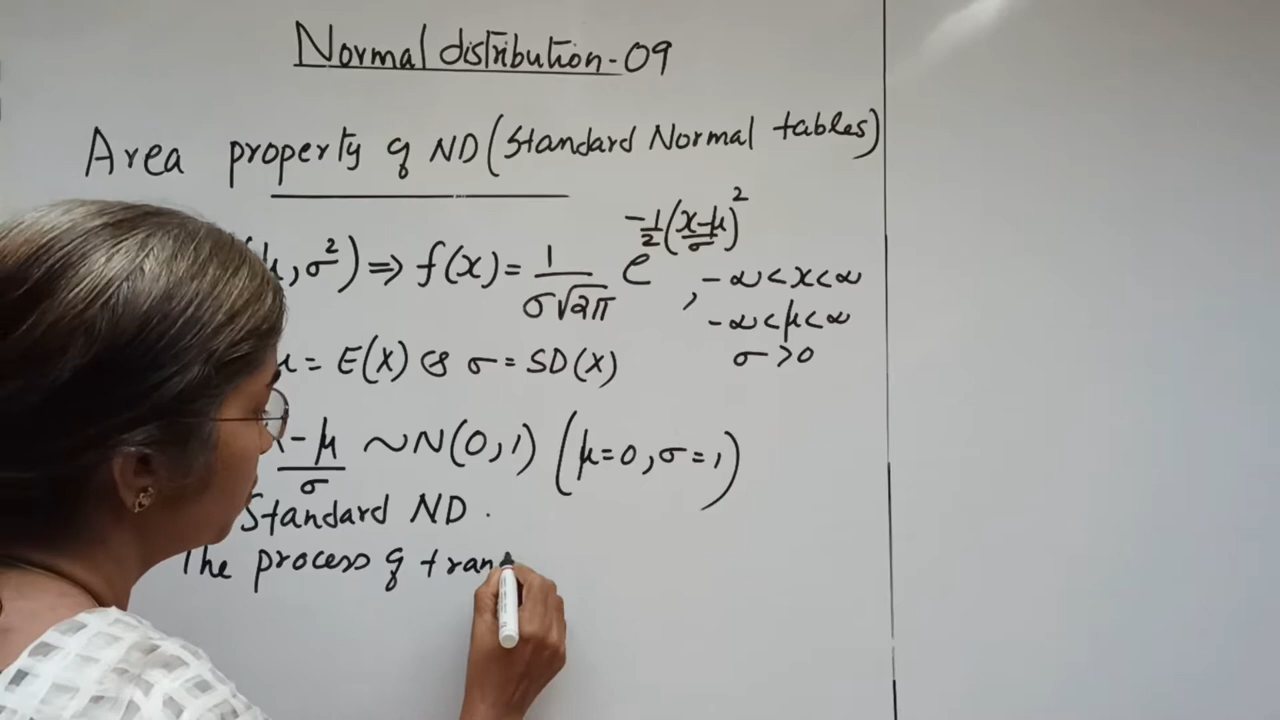 Normal distribution-09
Area property of ND (Standard Normal tables)
, σ²) ⇒ f(x) = 1/(σ√2π) e^(-1/2((x-μ)/σ)²), -∞<x<∞
-∞<μ<∞
σ>0
μ = E(X) & σ = SD(X)
-μ/σ ~N(0,1) (μ=0, σ=1)
Standard ND.
The process of tran